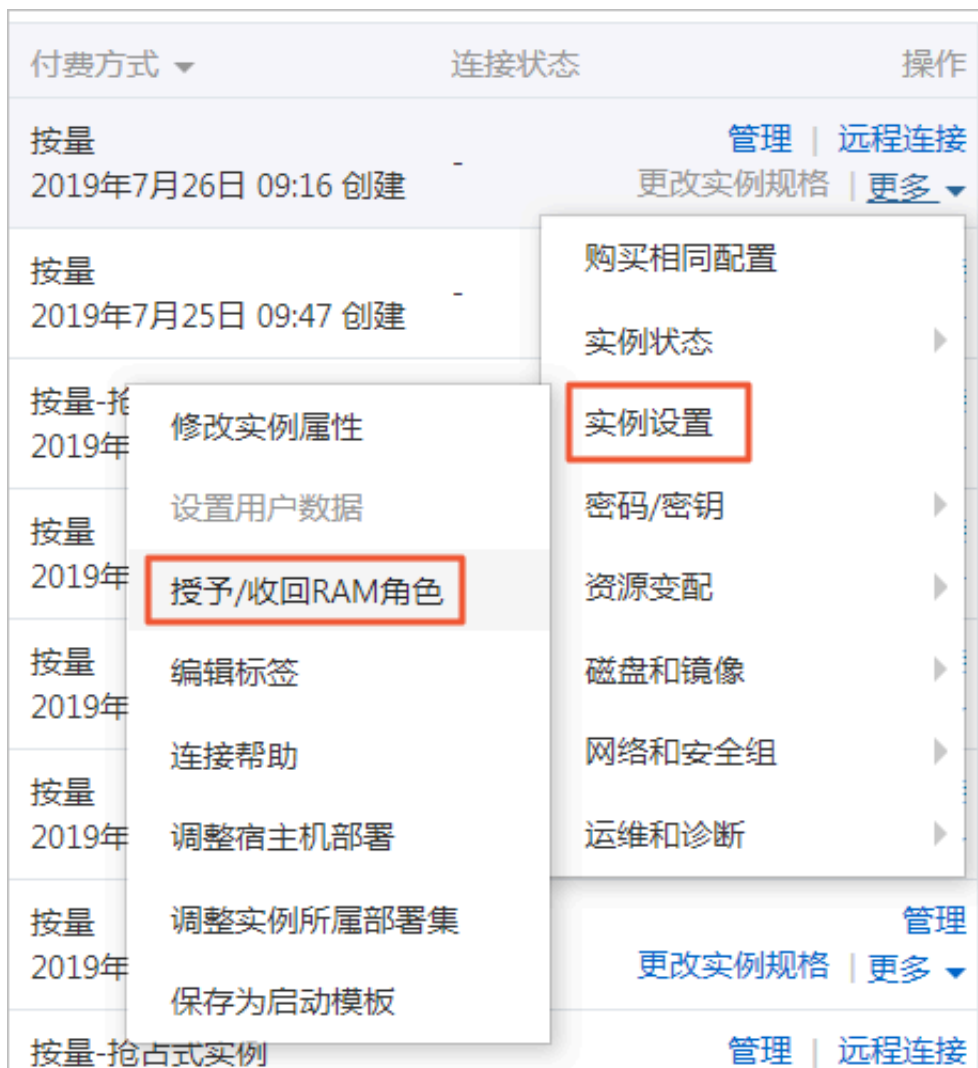 付费方式 连接状态 操作
按量
2019年7月26日 09:16 创建
-
管理 | 远程连接
更改实例规格 | 更多
按量
2019年7月25日 09:47 创建
-
购买相同配置
实例状态
实例设置
密码/密钥
资源变配
磁盘和镜像
网络和安全组
运维和诊断
按量-抢
2019年
按量
2019年
按量
2019年
按量
2019年
按量
2019年
修改实例属性
设置用户数据
授予/收回RAM角色
编辑标签
连接帮助
调整宿主机部署
调整实例所属部署集
保存为启动模板
管理
更改实例规格 | 更多
按量-抢占式实例
管理 | 远程连接